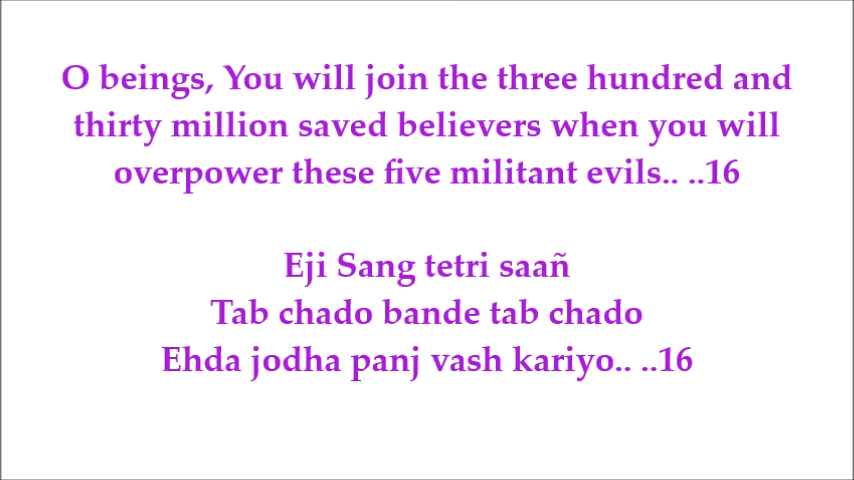 O beings, You will join the three hundred and
thirty million saved believers when you will
overpower these five militant evils.. ..16
Eji Sang tetri saañ
Tab chado bande tab chado
Ehda jodha panj vash kariyo.. ..16